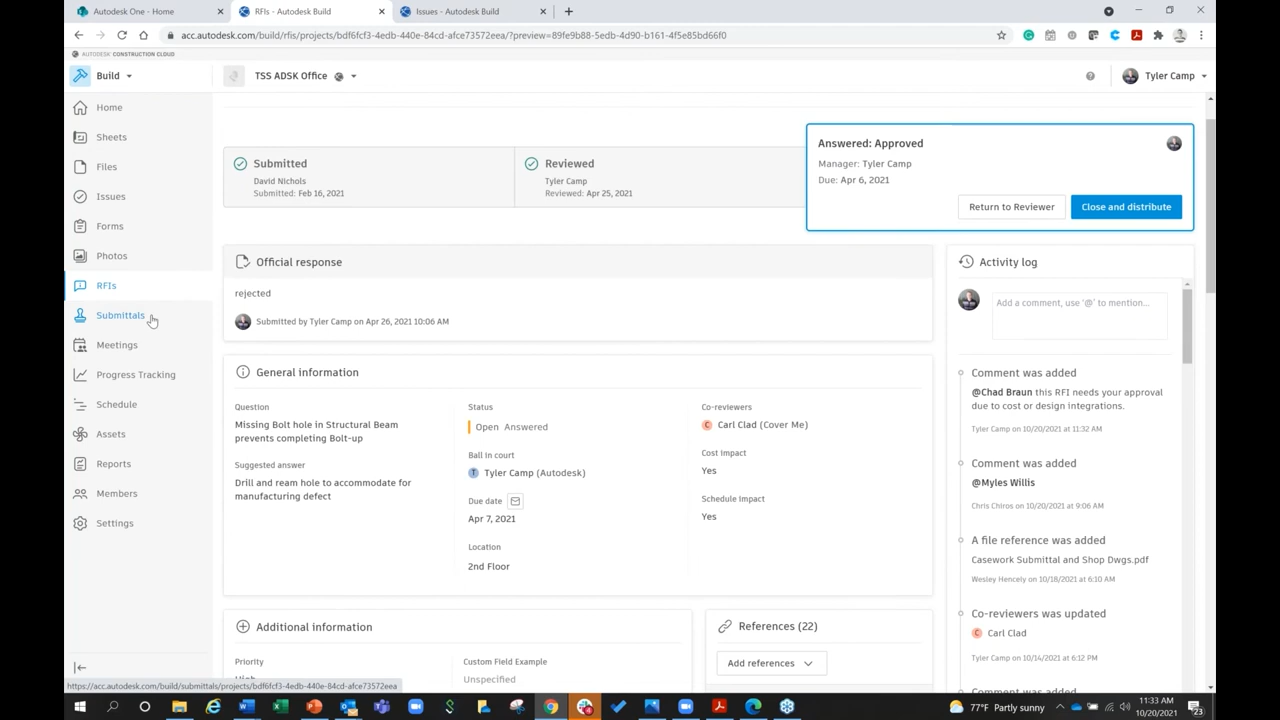 Autodesk One - Home
RFIs - Autodesk Build
Issues - Autodesk Build
acc.autodesk.com/build/rfis/projects/bdf6fcf3-4edb-440e-84cd-afce73572eea/?preview=89fe9b88-5edb-4d90-b161-4f5e85bd66f0
AUTODESK CONSTRUCTION CLOUD
Build
TSS ADSK Office
Tyler Camp
Home
Sheets
Files
Issues
Forms
Photos
RFIs
Submittals
Meetings
Progress Tracking
Schedule
Assets
Reports
Members
Settings
Submitted
David Nichols
Submitted: Feb 16, 2021
Reviewed
Tyler Camp
Reviewed: Apr 25, 2021
Answered: Approved
Manager: Tyler Camp
Due: Apr 6, 2021
Return to Reviewer
Close and distribute
Official response
rejected
Submitted by Tyler Camp on Apr 26, 2021 10:06 AM
General information
Question
Missing Bolt hole in Structural Beam
prevents completing Bolt-up
Suggested answer
Drill and ream hole to accommodate for
manufacturing defect
Status
Open Answered
Ball in court
T Tyler Camp (Autodesk)
Due date
Apr 7, 2021
Location
2nd Floor
Co-reviewers
C Carl Clad (Cover Me)
Cost Impact
Yes
Schedule Impact
Yes
Additional information
Priority
High
Custom Field Example
Unspecified
References (22)
Add references
Activity log
Add a comment, use '@' to mention...
Comment was added
@Chad Braun this RFI needs your approval
due to cost or design integrations.
Tyler Camp on 10/20/2021 at 11:32 AM
Comment was added
@Myles Willis
Chris Chiros on 10/20/2021 at 9:06 AM
A file reference was added
Casework Submittal and Shop Dwgs.pdf
Wesley Hencely on 10/18/2021 at 6:10 AM
Co-reviewers was updated
C Carl Clad
Tyler Camp on 10/14/2021 at 6:12 PM
Comment was added
https://acc.autodesk.com/build/submittals/projects/bdf6fcf3-4edb-440e-84cd-afce73572eea
77°F Partly sunny
11:33 AM
10/20/2021
23